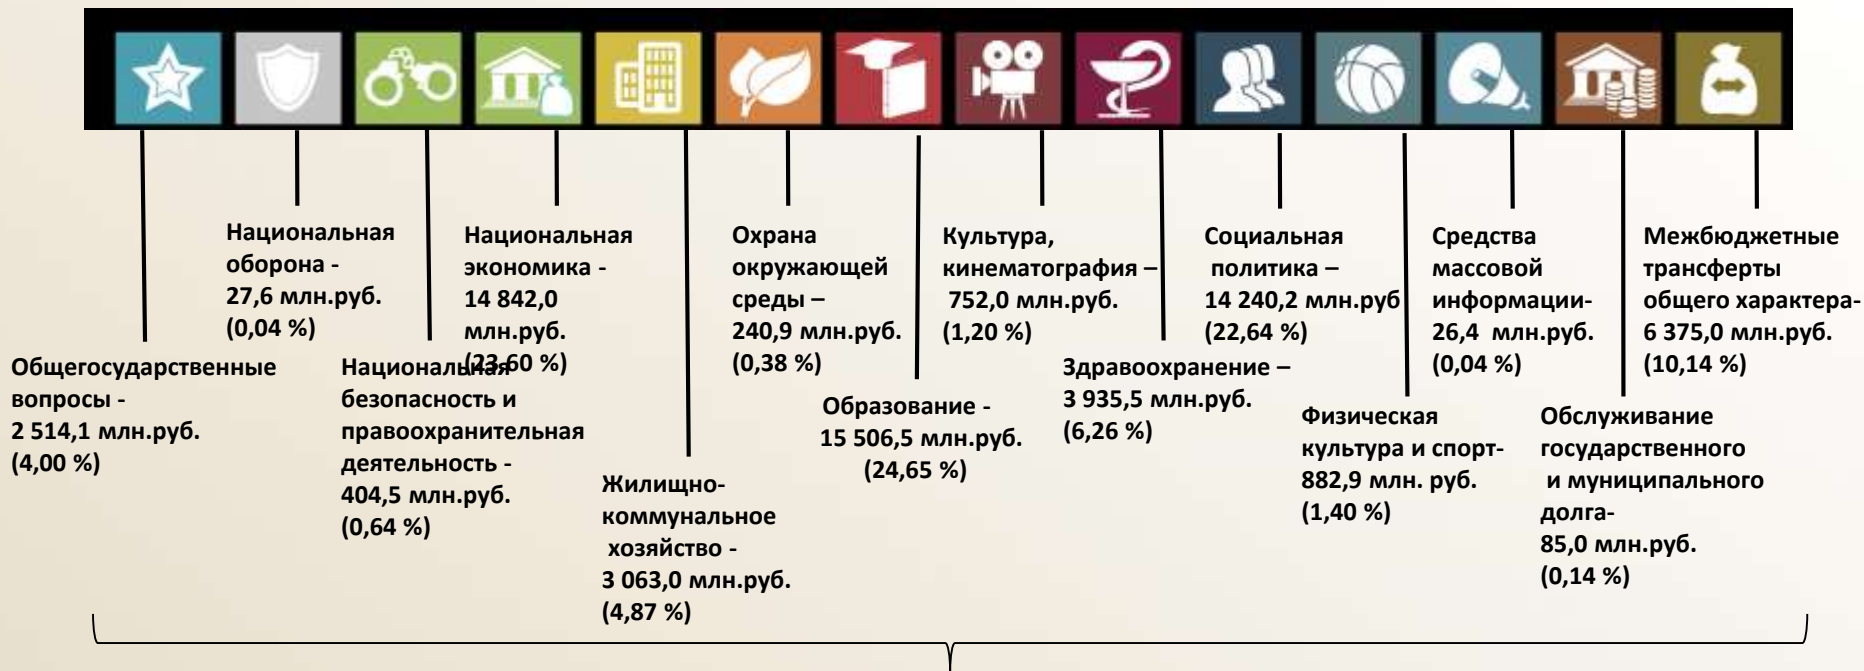 Общегосударственные
вопросы -
2 514,1 млн.руб.
(4,00 %)
Национальная
оборона -
27,6 млн.руб.
(0,04 %)
Национальная
безопасность и
правоохранительная
деятельность -
404,5 млн.руб.
(0,64 %)
Национальная
экономика -
14 842,0
млн.руб.
(23,60 %)
Жилищно-
коммунальное
хозяйство -
3 063,0 млн.руб.
(4,87 %)
Охрана
окружающей
среды –
240,9 млн.руб.
(0,38 %)
Образование -
15 506,5 млн.руб.
(24,65 %)
Культура,
кинематография –
752,0 млн.руб.
(1,20 %)
Здравоохранение –
3 935,5 млн.руб.
(6,26 %)
Социальная
политика –
14 240,2 млн.руб
(22,64 %)
Физическая
культура и спорт-
882,9 млн. руб.
(1,40 %)
Средства
массовой
информации-
26,4 млн.руб.
(0,04 %)
Обслуживание
государственного
и муниципального
долга-
85,0 млн.руб.
(0,14 %)
Межбюджетные
трансферты
общего характера-
6 375,0 млн.руб.
(10,14 %)